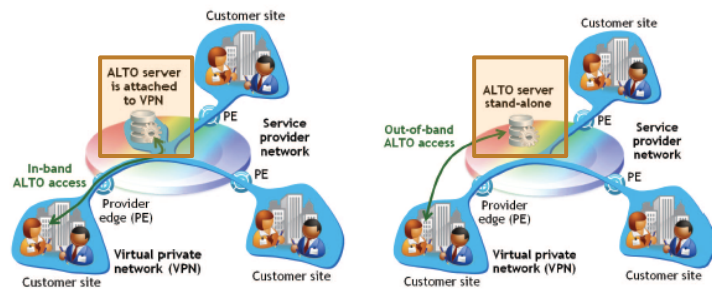 Customer site
ALTO server
is attached
to VPN
PE
Service
provider
network
In-band
ALTO access
PE
Provider
edge (PE)
Virtual private
network (VPN)
Customer site
Customer site
Customer site
ALTO server
stand-alone
PE
Out-of-band
ALTO access
Service
provider
network
PE
Provider
edge (PE)
Virtual private
network (VPN)
Customer site
Customer site